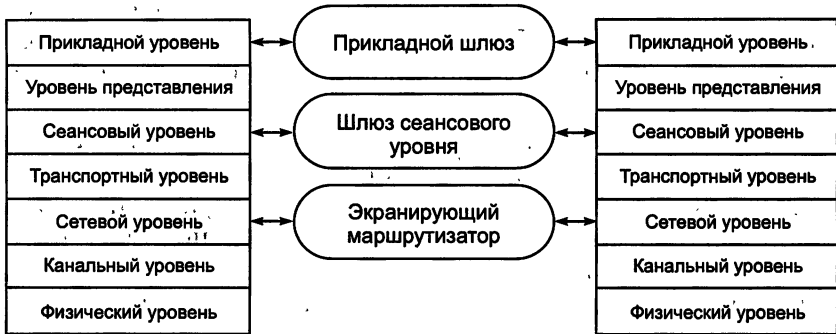 Прикладной уровень
Уровень представления
Сеансовый уровень
Транспортный уровень
Сетевой уровень
Канальный уровень
Физический уровень
Прикладной шлюз
Шлюз сеансового
уровня
Экранирующий
маршрутизатор
Прикладной уровень
Уровень представления
Сеансовый уровень
Транспортный уровень
Сетевой уровень
Канальный уровень
Физический уровень